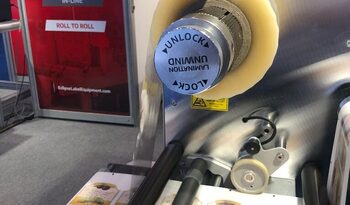 IN-LINE
ROLL TO ROLL
EclipseLabelEquipment.com
UNLOCK
LAMINATION
UNWIND
LOCK